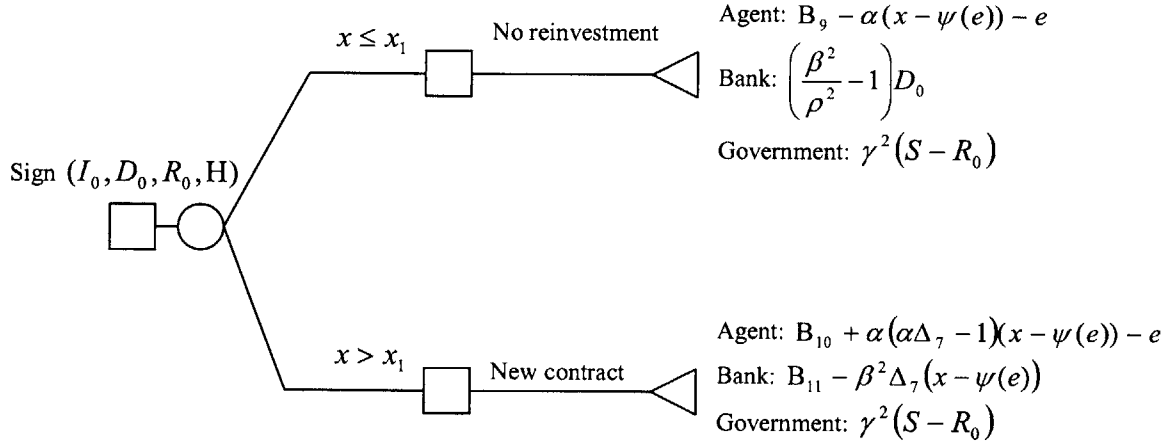 Agent: B₉ − α(x − ψ(e)) − e
x ≤ x₁
No reinvestment
Bank: (β²/ρ² − 1)D₀
Government: γ²(S − R₀)
Sign (I₀, D₀, R₀, H)
Agent: B₁₀ + α(αΔ₇ − 1)(x − ψ(e)) − e
x > x₁
New contract
Bank: B₁₁ − β²Δ₇(x − ψ(e))
Government: γ²(S − R₀)